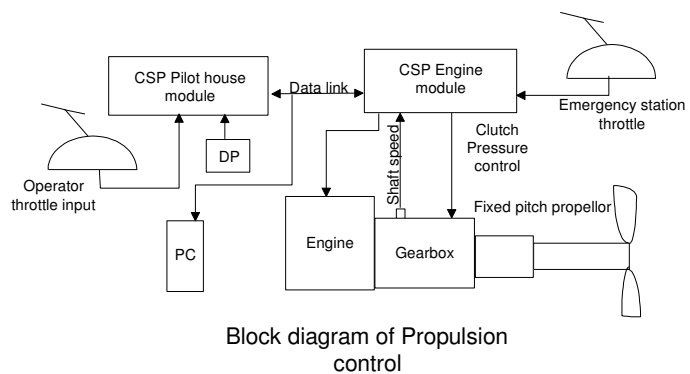 CSP Pilot house
module
Data link
CSP Engine
module
Emergency station
throttle
DP
Operator
throttle input
Shaft speed
Clutch
Pressure
control
PC
Engine
Gearbox
Fixed pitch propellor
Block diagram of Propulsion
control